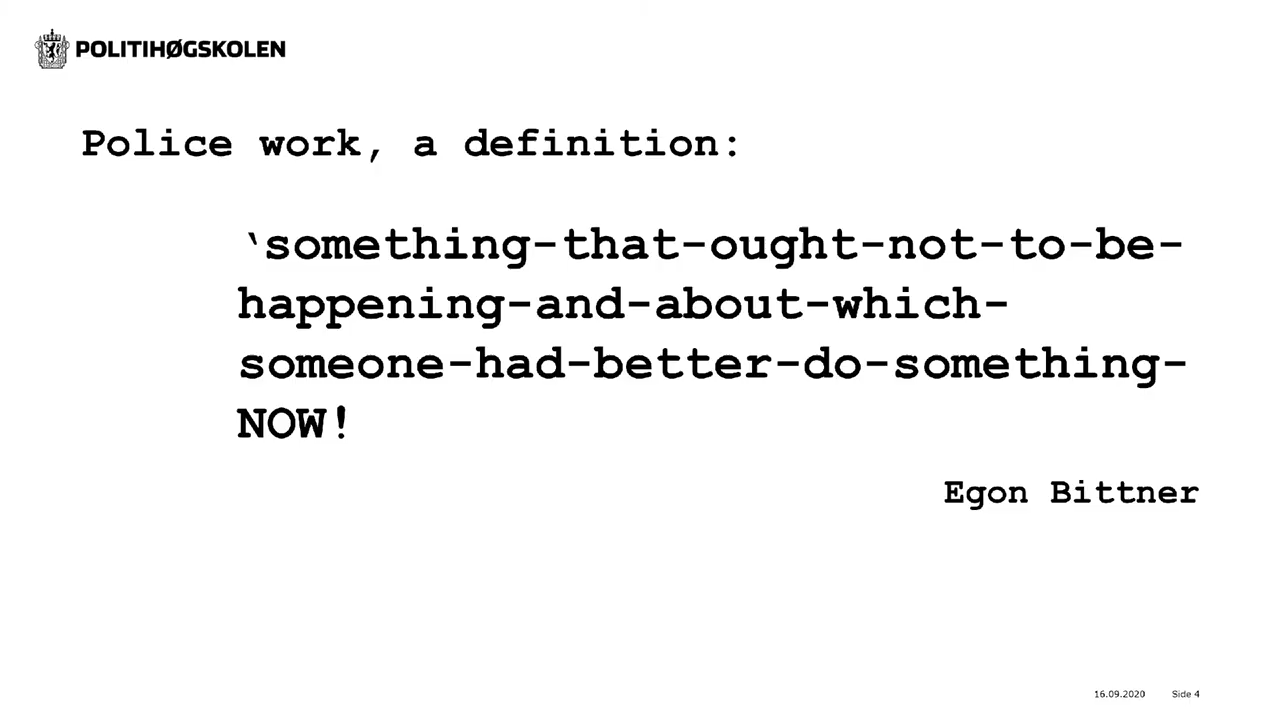 POLITIHØGSKOLEN
Police work, a definition:
‘something-that-ought-not-to-be-
happening-and-about-which-
someone-had-better-do-something-
NOW!
Egon Bittner
16.09.2020 Side 4